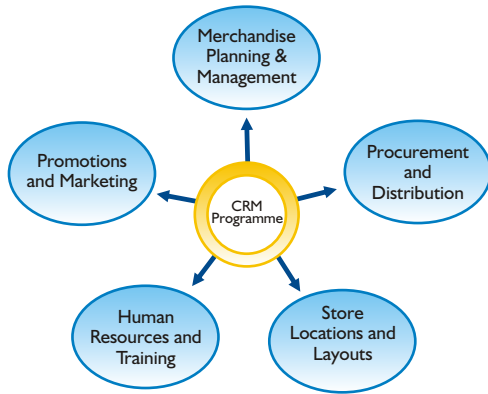 Merchandise
Planning &
Management
Promotions
and Marketing
Procurement
and
Distribution
CRM
Programme
Human
Resources and
Training
Store
Locations and
Layouts